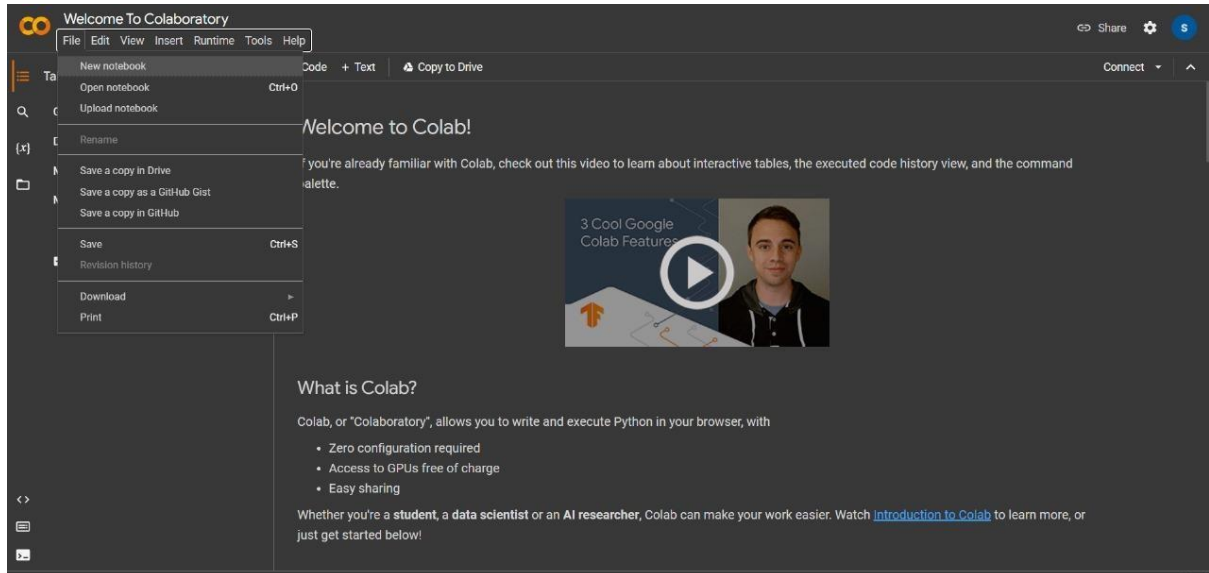 Welcome To Colaboratory
File Edit View Insert Runtime Tools Help
Share
S
New notebook
Open notebook Ctrl+O
Upload notebook
Rename
Save a copy in Drive
Save a copy as a GitHub Gist
Save a copy in GitHub
Save Ctrl+S
Revision history
Download
Print Ctrl+P
Code + Text Copy to Drive
Connect
{x}
Welcome to Colab!
f you're already familiar with Colab, check out this video to learn about interactive tables, the executed code history view, and the command
alette.
3 Cool Google
Colab Features
What is Colab?
Colab, or "Colaboratory", allows you to write and execute Python in your browser, with
• Zero configuration required
• Access to GPUs free of charge
• Easy sharing
Whether you're a student, a data scientist or an AI researcher, Colab can make your work easier. Watch Introduction to Colab to learn more, or
just get started below!